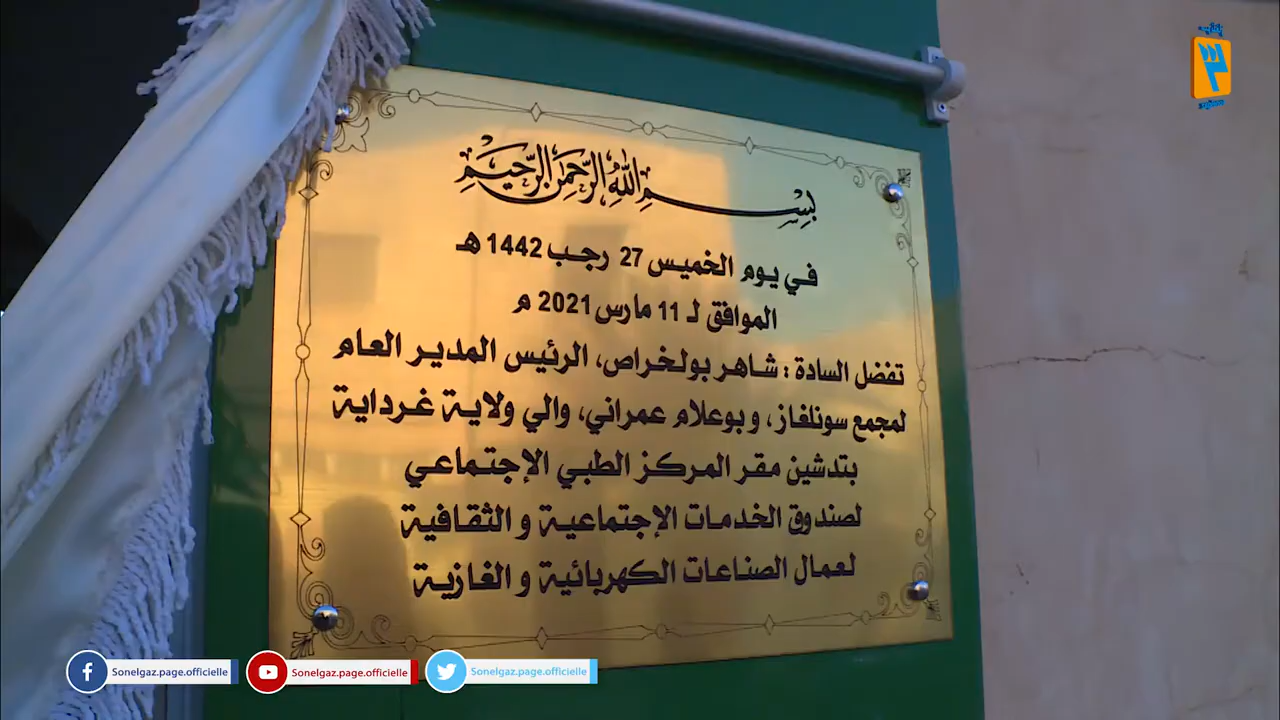 بسم الله الرحمن الرحيم
في يوم الخميس 27 رجب 1442 هـ
الموافق لـ 11 مارس 2021 م
تفضل السادة : شاهر بولخراص، الرئيس المدير العام
لمجمع سونلغاز، و بوعلام عمراني، والي ولاية غرداية
بتدشين مقر المركز الطبي الإجتماعي
لصندوق الخدمات الإجتماعية و الثقافية
لعمال الصناعات الكهربائية و الغازية
Sonelgaz.page.officielle
Sonelgaz.page.officielle
Sonelgaz.page.officielle